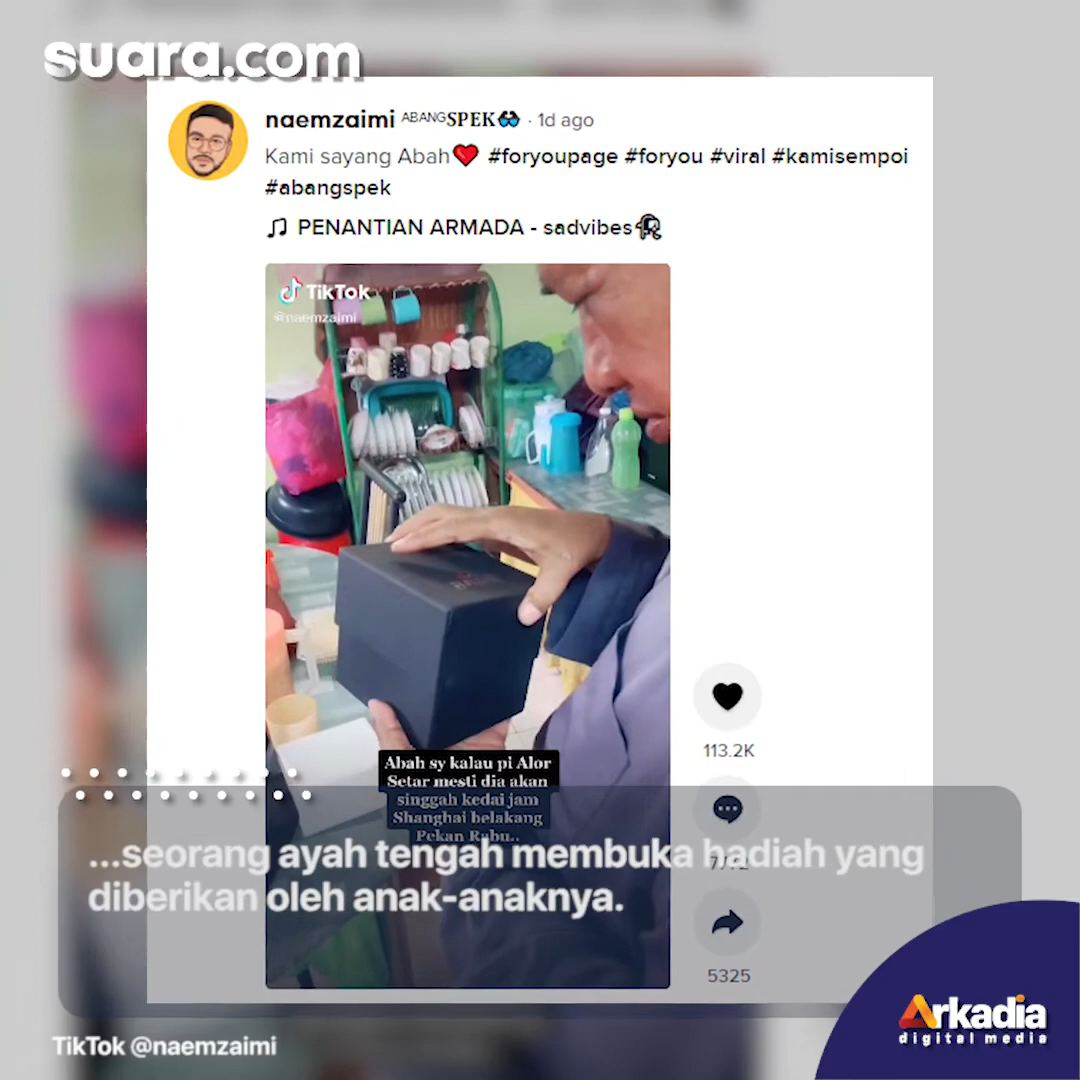 suara.com
naemzaimi ABANGSPEK · 1d ago
Kami sayang Abah #foryoupage #foryou #viral #kamisempoi
#abangspek
PENANTIAN ARMADA - sadvibes
TikTok
@naemzaimi
113.2K
Abah sy kalau pi Alor
Setar mesti dia akan
singgah kedai jam
Shanghai belakang
Pekan Rabu..
...seorang ayah tengah membuka hadiah yang
diberikan oleh anak-anaknya.
5325
Arkadia
digital media
TikTok @naemzaimi